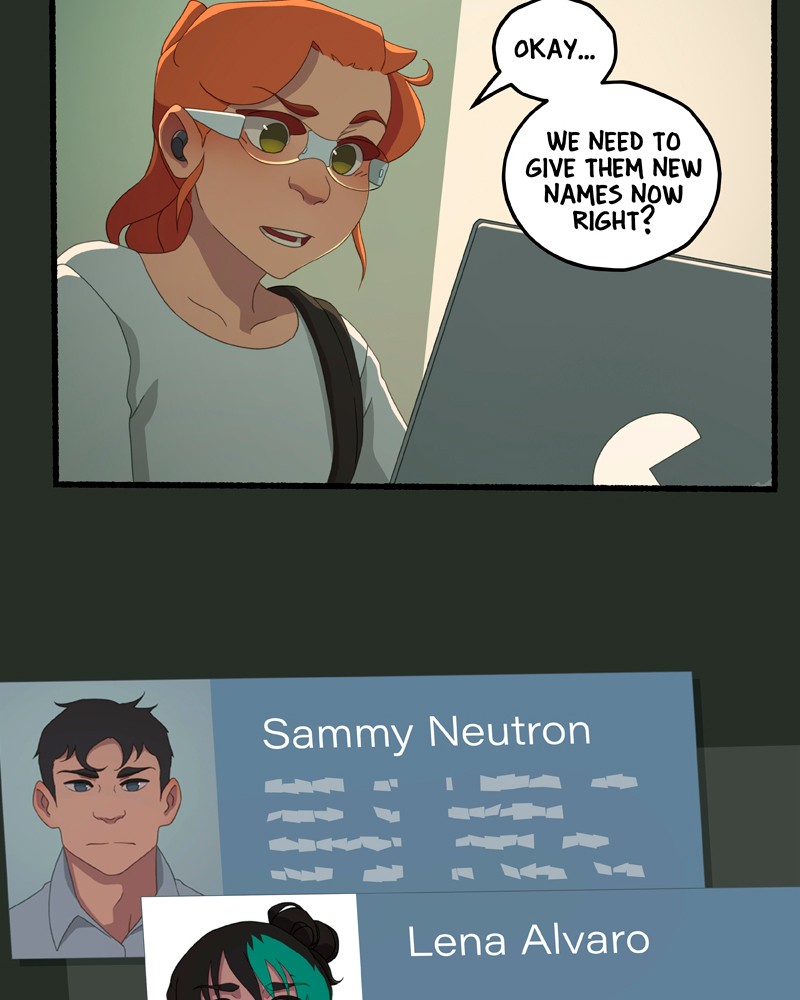 OKAY...
WE NEED TO
GIVE THEM NEW
NAMES NOW
RIGHT?
Sammy Neutron
Lena Alvaro